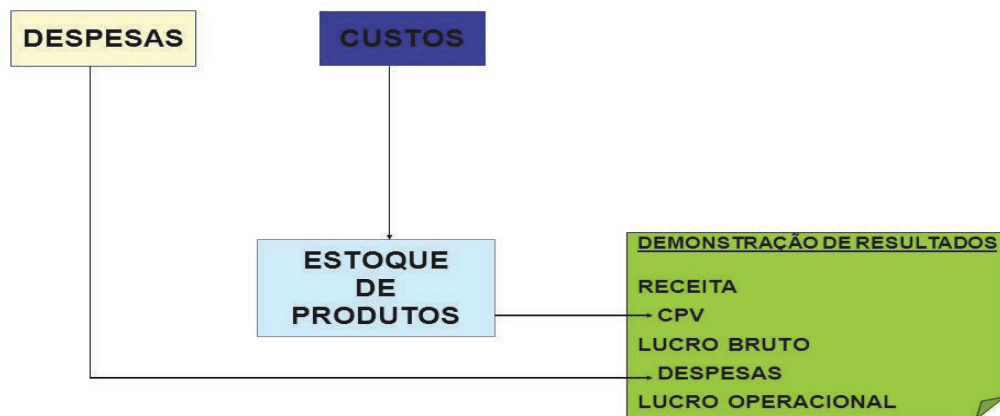 DESPESAS
CUSTOS
ESTOQUE
DE
PRODUTOS
DEMONSTRAÇÃO DE RESULTADOS
RECEITA
CPV
LUCRO BRUTO
DESPESAS
LUCRO OPERACIONAL